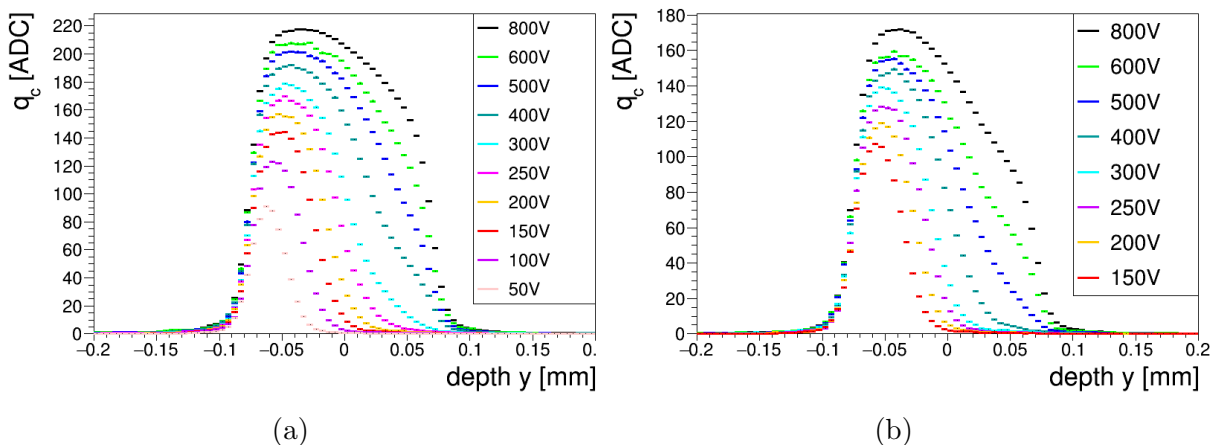 q_c [ADC]
220
200
180
160
140
120
100
80
60
40
20
0
800V
600V
500V
400V
300V
250V
200V
150V
100V
50V
−0.2 −0.15 −0.1 −0.05 0 0.05 0.1 0.15 0.
depth y [mm]
(a)
q_c [ADC]
180
160
140
120
100
80
60
40
20
0
800V
600V
500V
400V
300V
250V
200V
150V
−0.2 −0.15 −0.1 −0.05 0 0.05 0.1 0.15 0.2
depth y [mm]
(b)